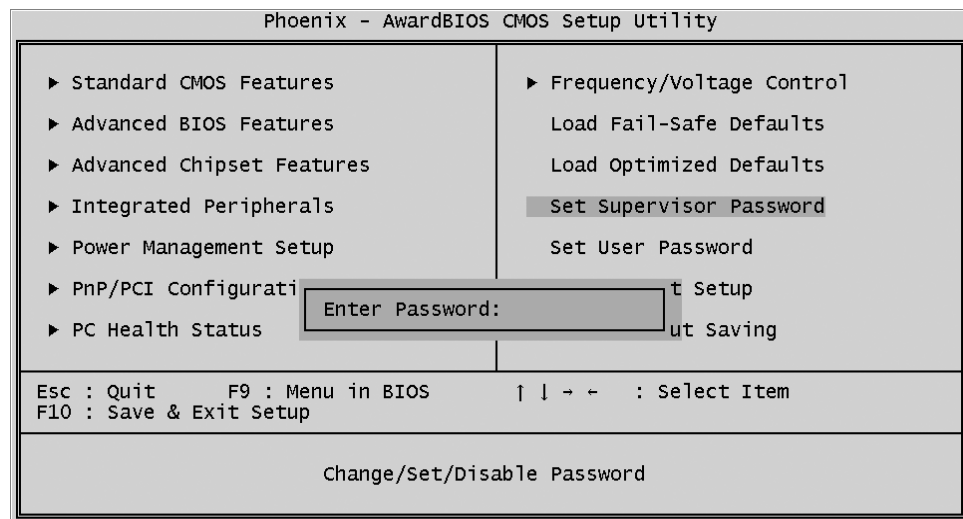 Phoenix - AwardBIOS CMOS Setup Utility
▶ Standard CMOS Features
▶ Advanced BIOS Features
▶ Advanced Chipset Features
▶ Integrated Peripherals
▶ Power Management Setup
▶ PnP/PCI Configurati
▶ PC Health Status
▶ Frequency/Voltage Control
Load Fail-Safe Defaults
Load Optimized Defaults
Set Supervisor Password
Set User Password
t Setup
ut Saving
Enter Password:
Esc : Quit F9 : Menu in BIOS ↑ ↓ → ← : Select Item
F10 : Save & Exit Setup
Change/Set/Disable Password